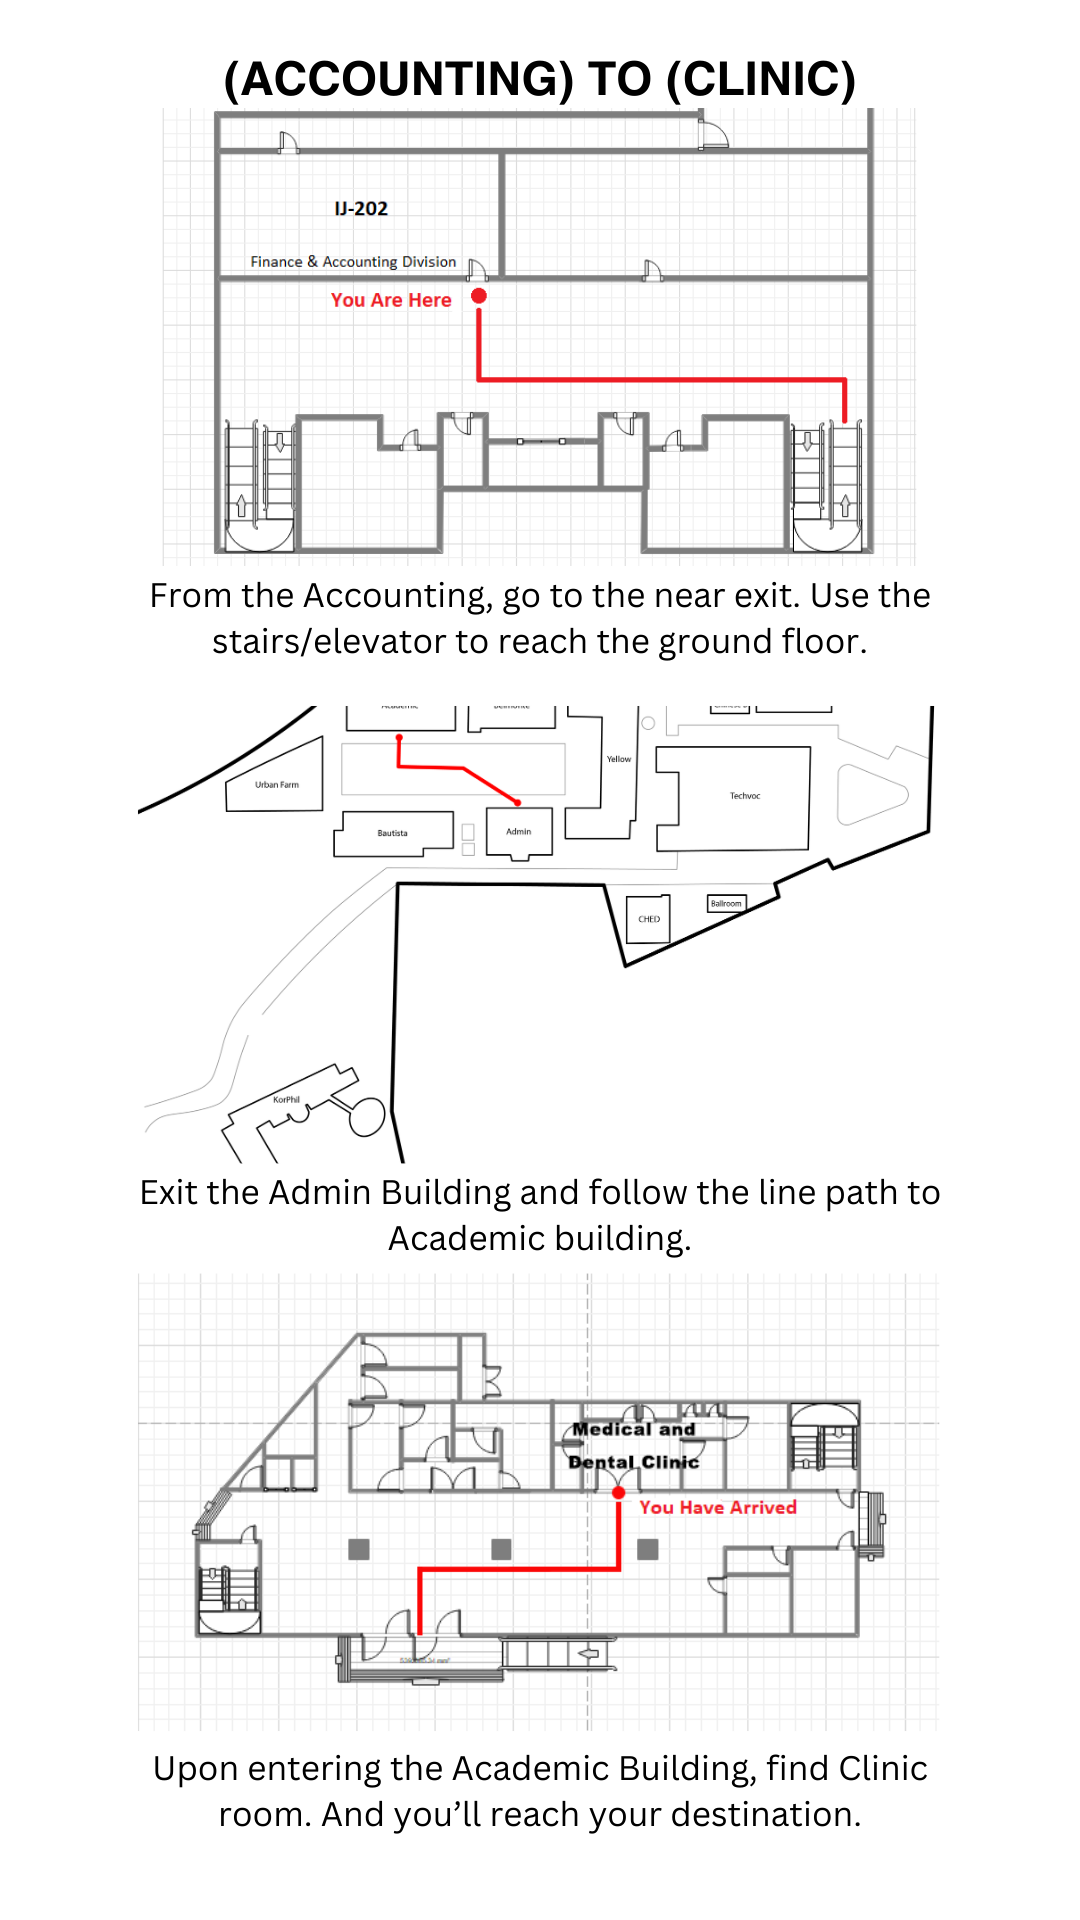 (ACCOUNTING) TO (CLINIC)
IJ-202
Finance & Accounting Division
You Are Here
From the Accounting, go to the near exit. Use the
stairs/elevator to reach the ground floor.
Academic
Belmonte
Yellow
Urban Farm
Techvoc
Bautista
Admin
Ballroom
CHED
KorPhil
Exit the Admin Building and follow the line path to
Academic building.
Medical and
Dental Clinic
You Have Arrived
Upon entering the Academic Building, find Clinic
room. And you’ll reach your destination.